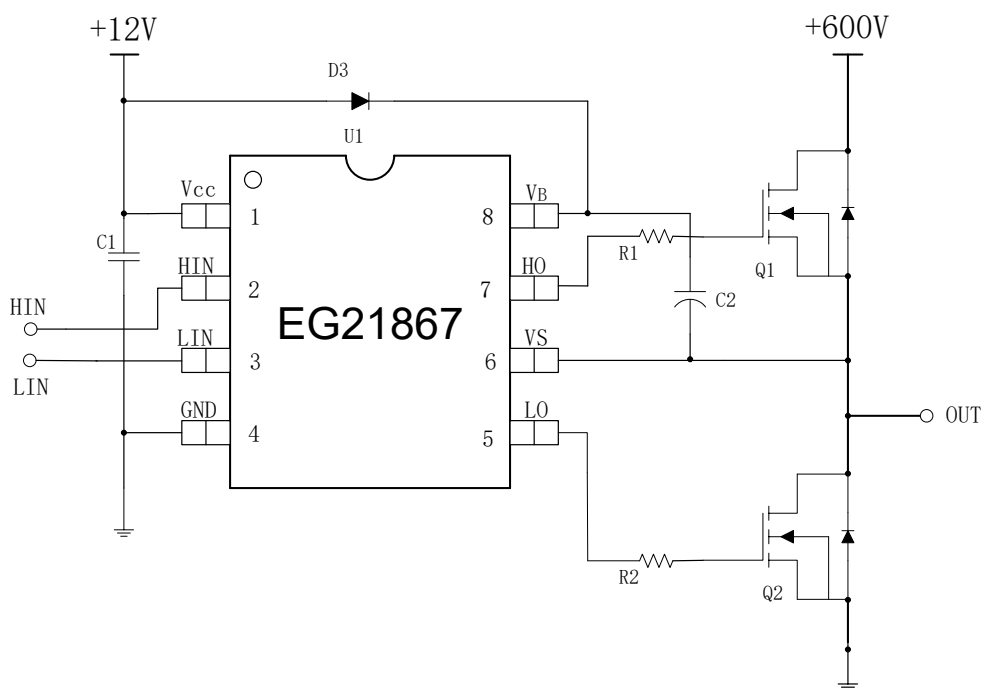 +12V
+600V
D3
U1
Vcc
1
8
VB
C1
R1
Q1
HIN
2
7
HO
C2
EG21867
HIN
LIN
3
6
VS
LIN
GND
4
5
LO
OUT
R2
Q2